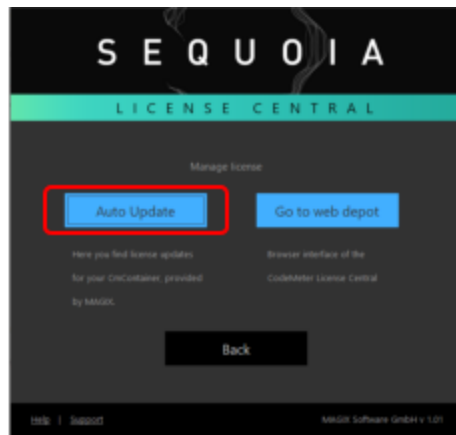 SEQUOIA
LICENSE CENTRAL
Manage license
Auto Update
Go to web depot
Here you find license updates
for your CmContainer, provided
by MAGIX.
Browser interface of the
CodeMeter License Central
Back
Help | Support
MAGIX Software GmbH v 1.01